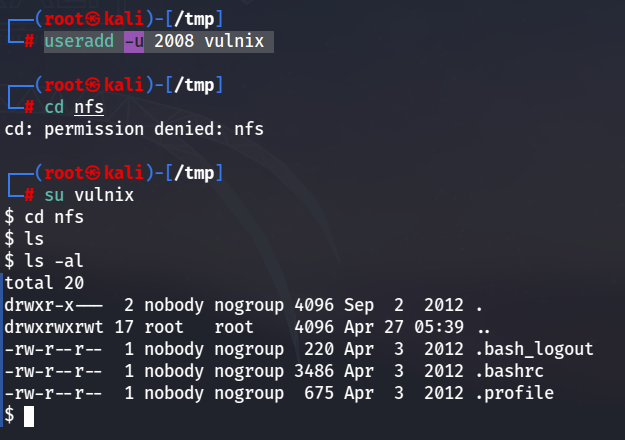 ┌──(root㉿kali)-[/tmp]
└─# useradd -u 2008 vulnix
┌──(root㉿kali)-[/tmp]
└─# cd nfs
cd: permission denied: nfs
┌──(root㉿kali)-[/tmp]
└─# su vulnix
$ cd nfs
$ ls
$ ls -al
total 20
drwxr-x--- 2 nobody nogroup 4096 Sep 2 2012 .
drwxrwxrwt 17 root root 4096 Apr 27 05:39 ..
-rw-r--r-- 1 nobody nogroup 220 Apr 3 2012 .bash_logout
-rw-r--r-- 1 nobody nogroup 3486 Apr 3 2012 .bashrc
-rw-r--r-- 1 nobody nogroup 675 Apr 3 2012 .profile
$